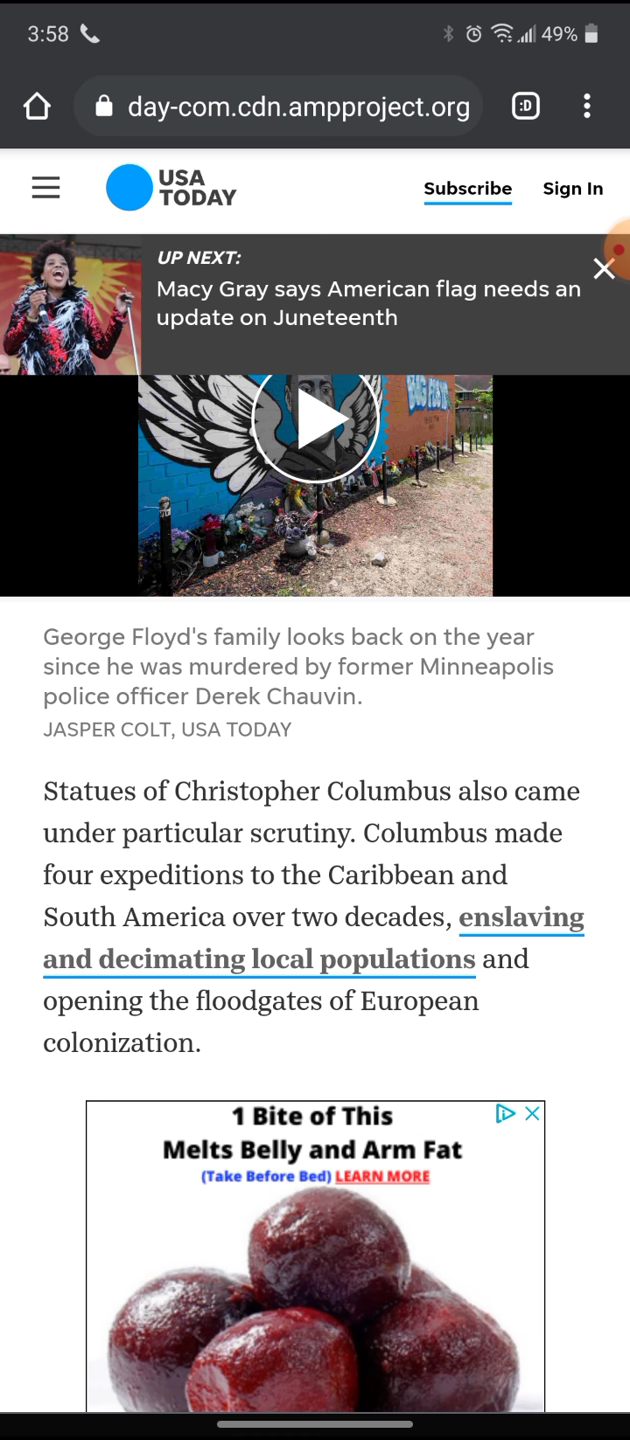 3:58
49%
day-com.cdn.ampproject.org
:D
USA
TODAY
Subscribe
Sign In
UP NEXT:
Macy Gray says American flag needs an
update on Juneteenth
George Floyd's family looks back on the year
since he was murdered by former Minneapolis
police officer Derek Chauvin.
JASPER COLT, USA TODAY
Statues of Christopher Columbus also came
under particular scrutiny. Columbus made
four expeditions to the Caribbean and
South America over two decades, enslaving
and decimating local populations and
opening the floodgates of European
colonization.
1 Bite of This
Melts Belly and Arm Fat
(Take Before Bed) LEARN MORE